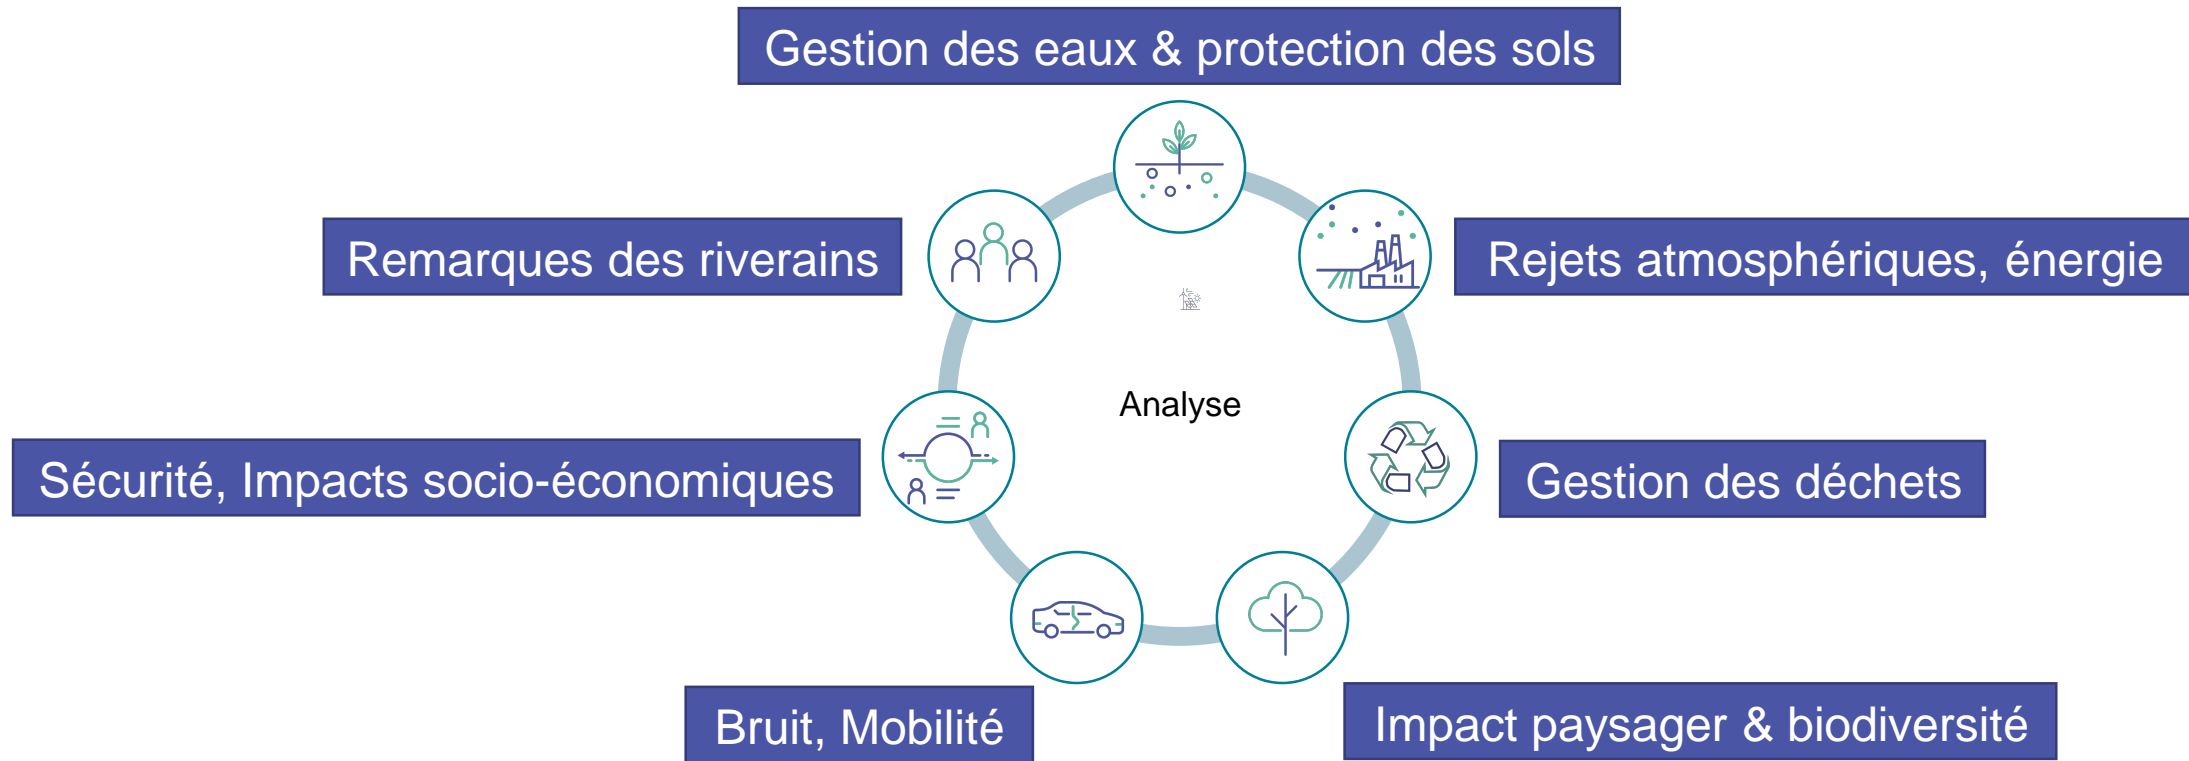 Gestion des eaux & protection des sols
Remarques des riverains
Rejets atmosphériques, énergie
Analyse
Sécurité, Impacts socio-économiques
Gestion des déchets
Bruit, Mobilité
Impact paysager & biodiversité